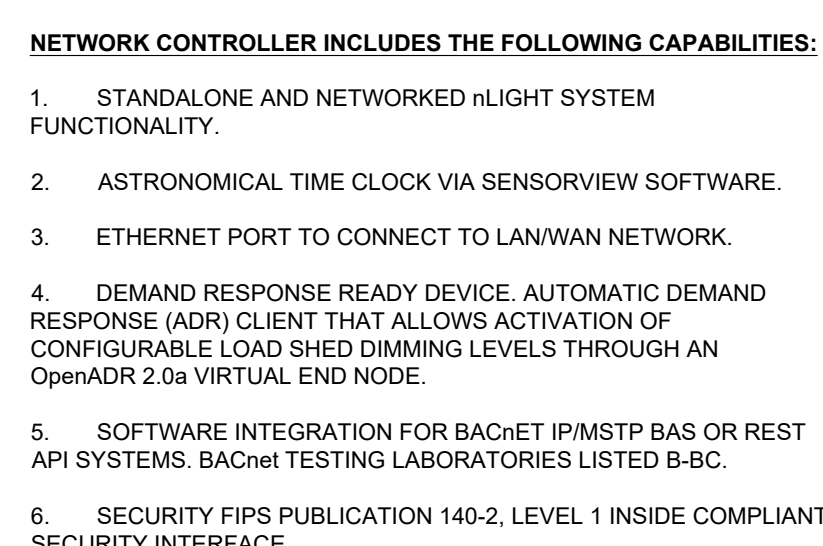 NETWORK CONTROLLER INCLUDES THE FOLLOWING CAPABILITIES:
1. STANDALONE AND NETWORKED nLIGHT SYSTEM
FUNCTIONALITY.
2. ASTRONOMICAL TIME CLOCK VIA SENSORVIEW SOFTWARE.
3. ETHERNET PORT TO CONNECT TO LAN/WAN NETWORK.
4. DEMAND RESPONSE READY DEVICE. AUTOMATIC DEMAND
RESPONSE (ADR) CLIENT THAT ALLOWS ACTIVATION OF
CONFIGURABLE LOAD SHED DIMMING LEVELS THROUGH AN
OpenADR 2.0a VIRTUAL END NODE.
5. SOFTWARE INTEGRATION FOR BACnET IP/MSTP BAS OR REST
API SYSTEMS. BACnet TESTING LABORATORIES LISTED B-BC.
6. SECURITY FIPS PUBLICATION 140-2, LEVEL 1 INSIDE COMPLIANT
SECURITY INTERFACE